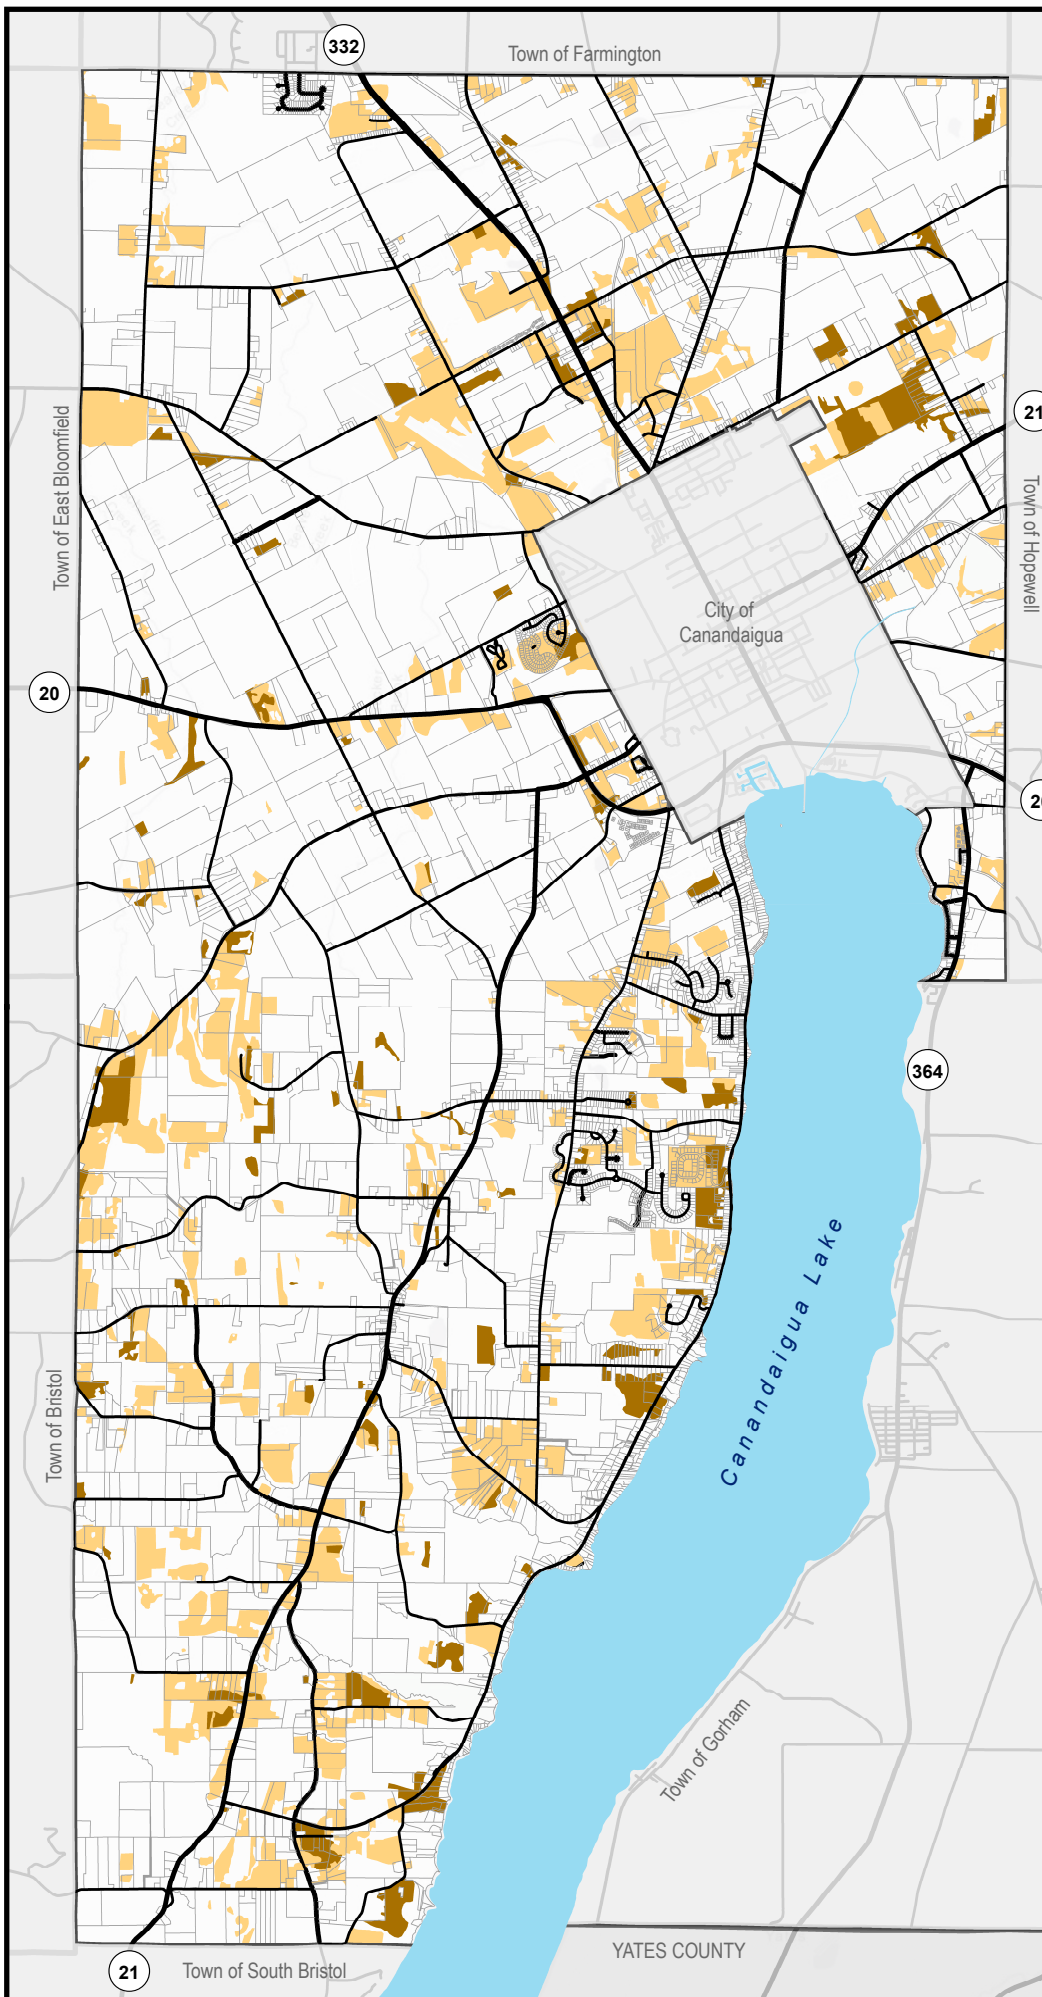 332
Town of Farmington
21
Town of East Bloomfield
Town of Hopewell
City of
Canandaigua
20
20
364
Canandaigua Lake
Town of Bristol
Town of Gorham
YATES COUNTY
21
Town of South Bristol